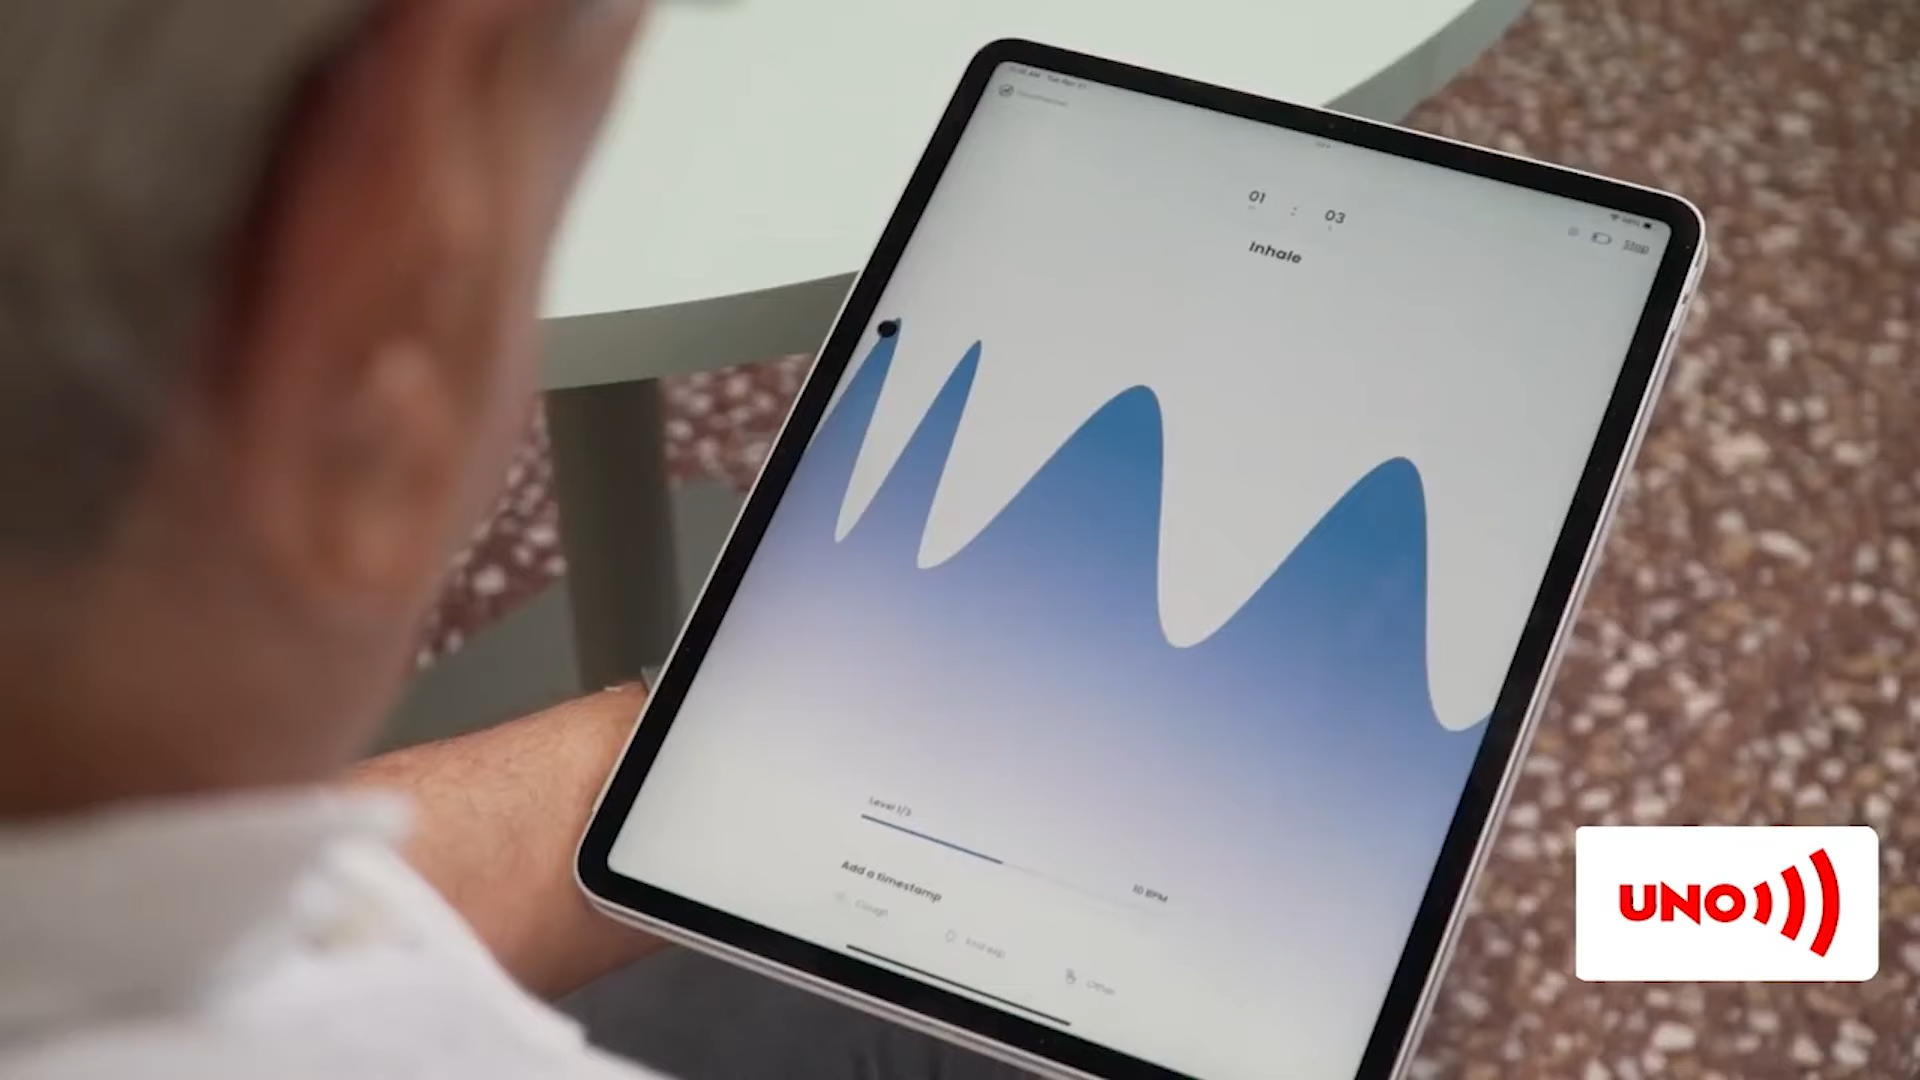 01 : 03
Inhale
Stop
Level 1/3
10 BPM
Add a timestamp
Cough
Other
UNO